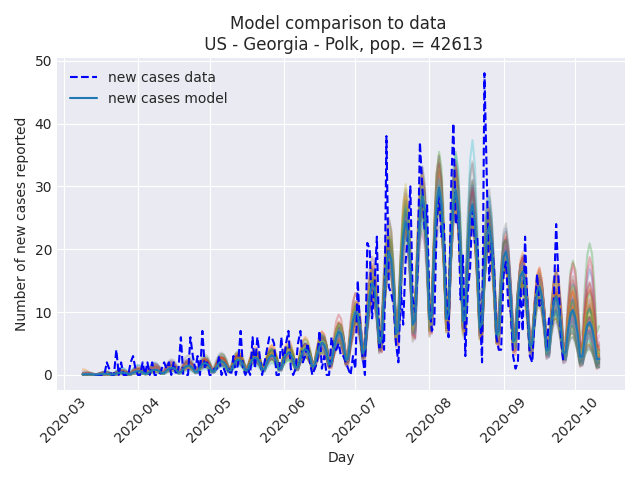 Model comparison to data
US - Georgia - Polk, pop. = 42613
new cases data
new cases model
Number of new cases reported
50
40
30
20
10
0
2020-03
2020-04
2020-05
2020-06
2020-07
2020-08
2020-09
2020-10
Day